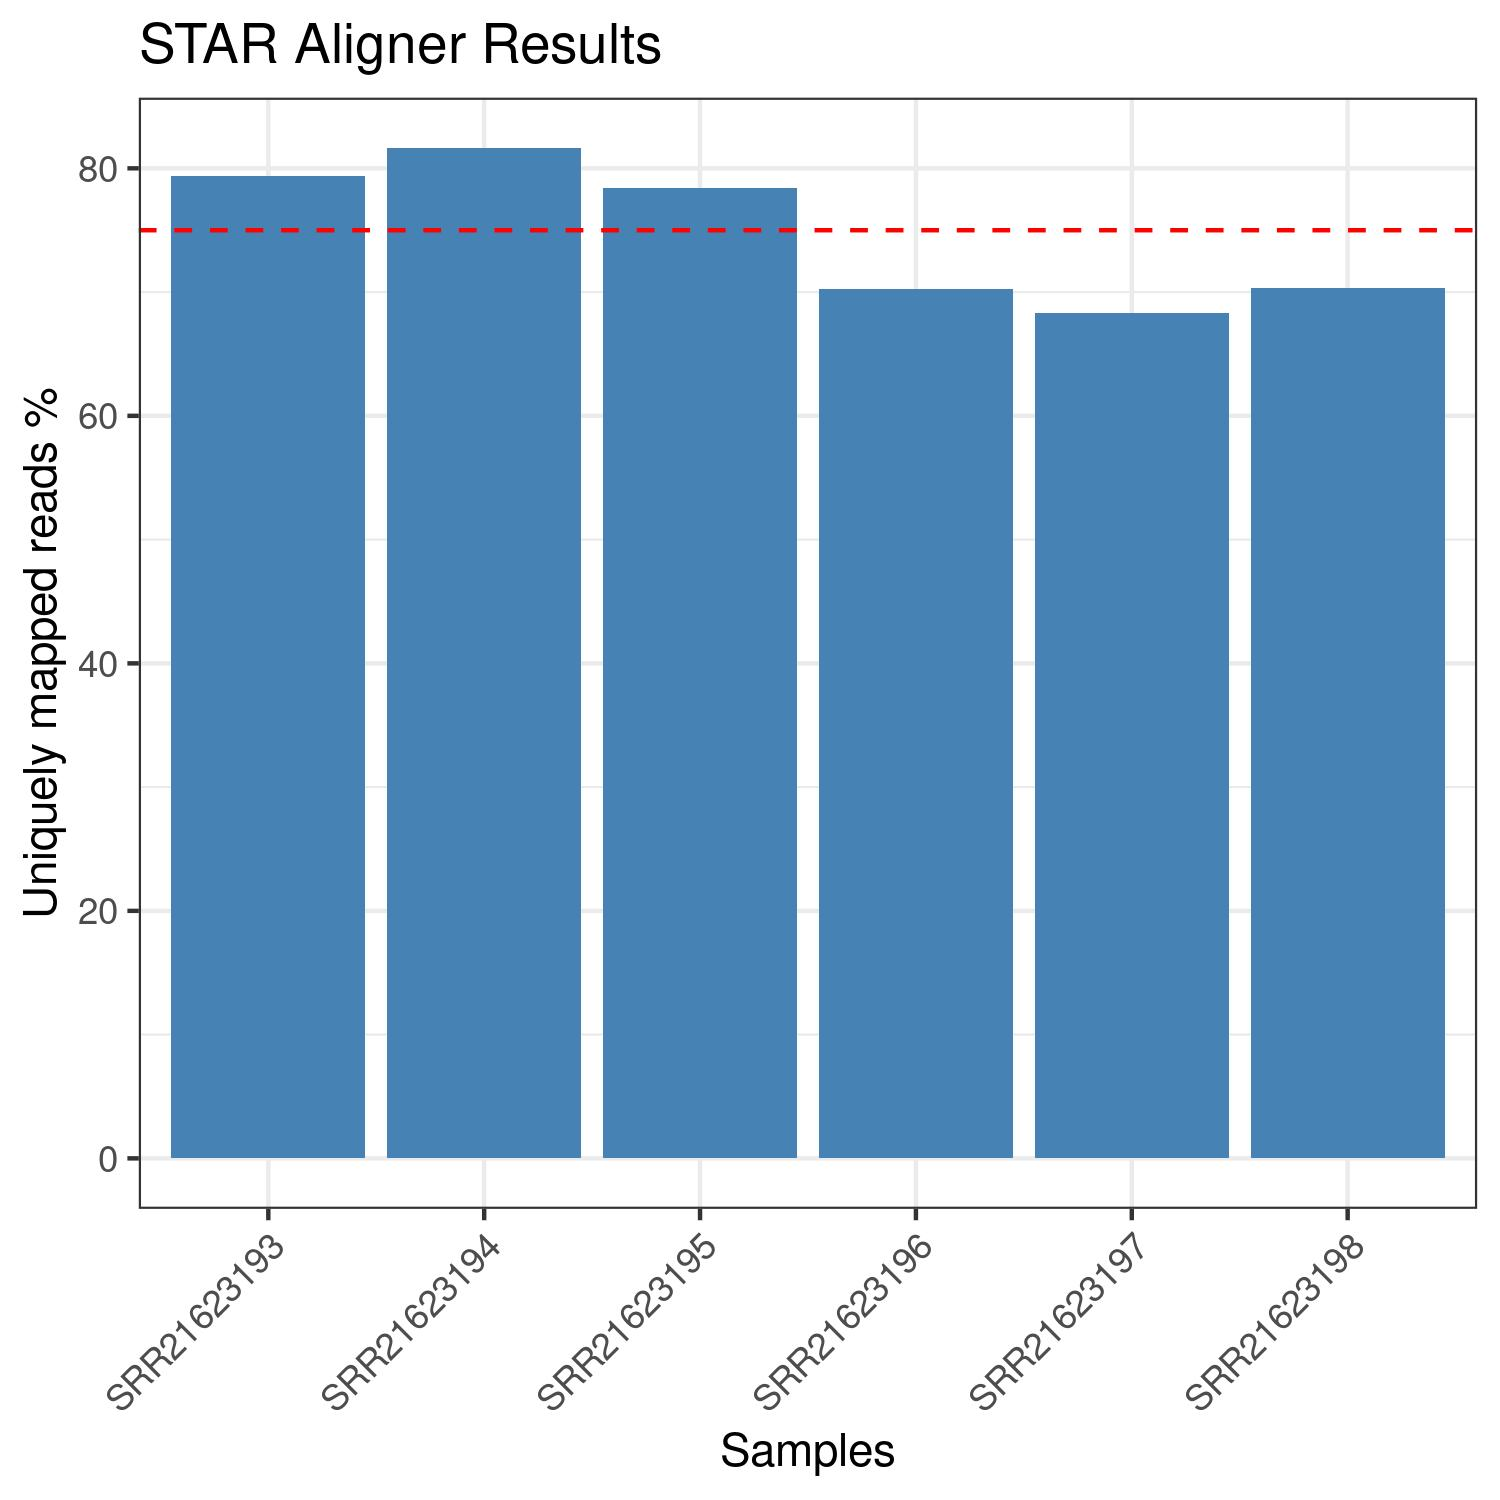 STAR Aligner Results
Uniquely mapped reads %
80
60
40
20
0
SRR21623193
SRR21623194
SRR21623195
SRR21623196
SRR21623197
SRR21623198
Samples